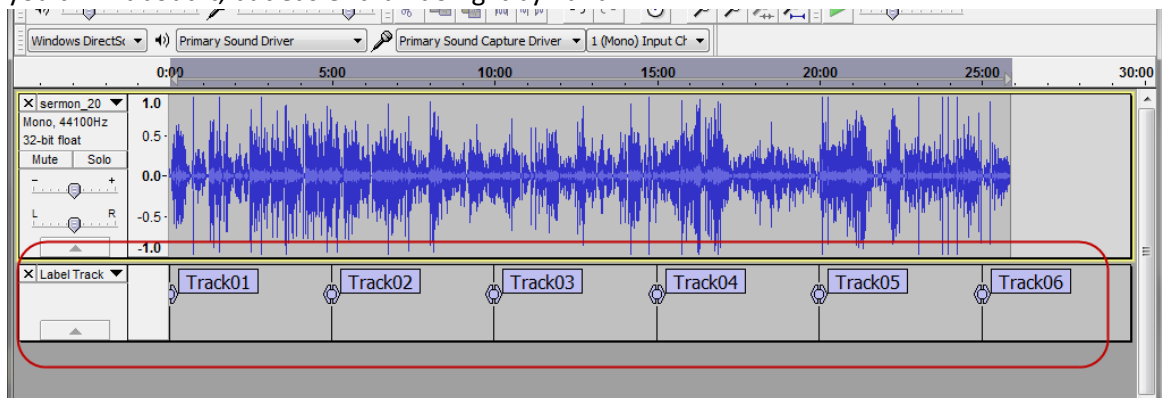 Windows DirectSo Primary Sound Driver Primary Sound Capture Driver 1 (Mono) Input Ch
0:00 5:00 10:00 15:00 20:00 25:00 30:00
X sermon_20 1.0
Mono, 44100Hz
32-bit float 0.5
Mute Solo
- + 0.0
L R -0.5
-1.0
X Label Track Track01 Track02 Track03 Track04 Track05 Track06